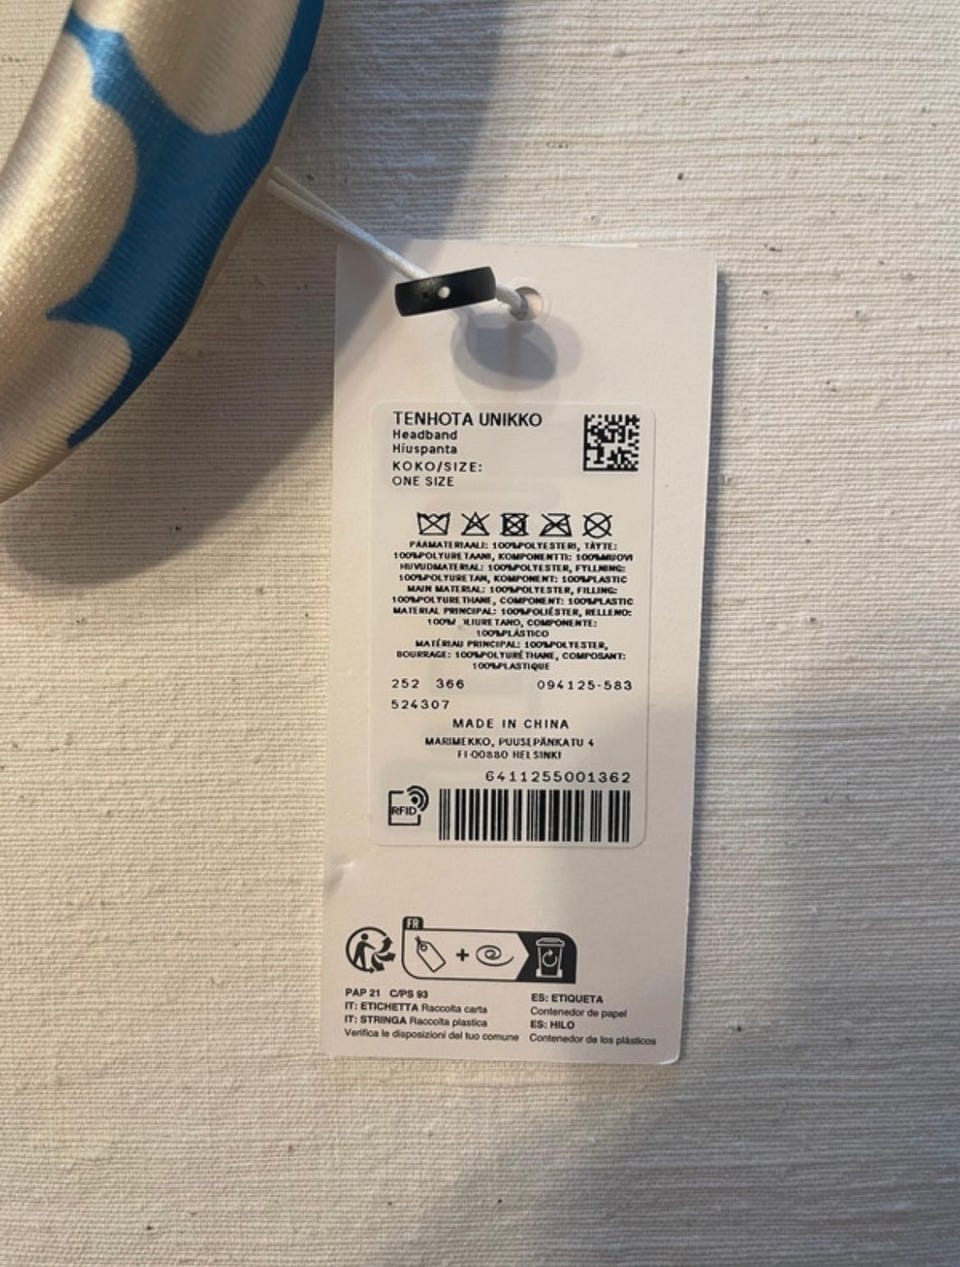 TENHOTA UNIKKO
Headband
Hiuspanta
KOKO/SIZE:
ONE SIZE
PÄÄMATERIAALI: 100%POLYESTERI, TÄYTE:
100%POLYURETAANI, KOMPONENTTI: 100%MUOVI
HUVUDMATERIAL: 100%POLYESTER, FYLLNING:
100%POLYURETAN, KOMPONENT: 100%PLASTIC
MAIN MATERIAL: 100%POLYESTER, FILLING:
100%POLYURETHANE, COMPONENT: 100%PLASTIC
MATERIAL PRINCIPAL: 100%POLIÉSTER, RELLENO:
COMPONENTE:
100%PLÁSTICO
MATÉRIAU PRINCIPAL: 100%POLYESTER,
BOURRAGE: 100%POLYURÉTHANE, COMPOSANT:
100%PLASTIQUE
252 366 094125-583
524307
MADE IN CHINA
MARIMEKKO, PUUSEPÄNKATU 4
FI-00880 HELSINKI
6411255001362
RFID
FR
PAP 21 C/PS 93
IT: ETICHETTA Raccolta carta
IT: STRINGA Raccolta plastica
Verifica le disposizioni del tuo comune
ES: ETIQUETA
Contenedor de papel
ES: HILO
Contenedor de los plásticos